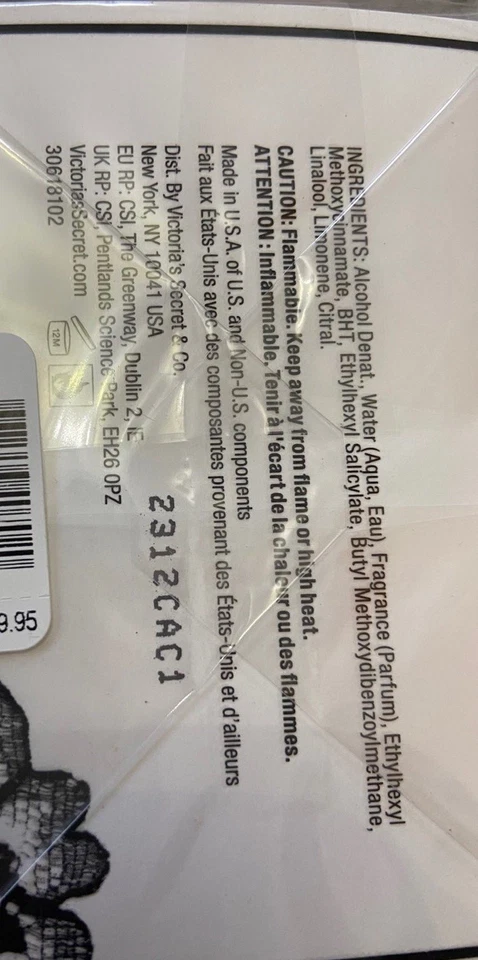 INGREDIENTS: Alcohol Denat., Water (Aqua, Eau), Fragrance (Parfum), Ethylhexyl
Methoxycinnamate, BHT, Ethylhexyl Salicylate, Butyl Methoxydibenzoylmethane,
Linalool, Limonene, Citral.
CAUTION: Flammable. Keep away from flame or high heat.
ATTENTION : Inflammable. Tenir à l'écart de la chaleur ou des flammes.
Made in U.S.A. of U.S. and Non-U.S. components
Fait aux États-Unis avec des composantes provenant des États-Unis et d'ailleurs
Dist. By Victoria's Secret & Co.,
New York, NY 10041 USA
EU RP: CSI, The Greenway, Dublin 2, IE
UK RP: CSI, Pentlands Science Park, EH26 0PZ
VictoriasSecret.com
30618102
12M
2312CAC1
9.95